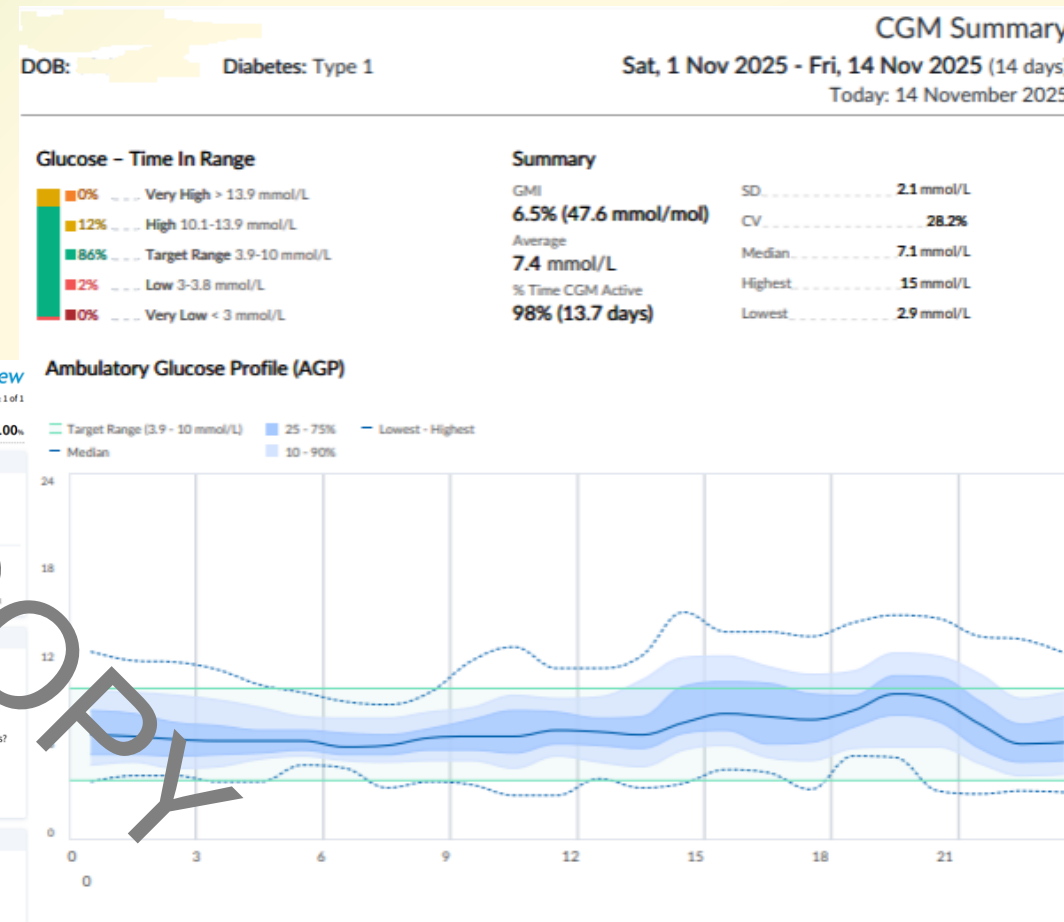 CGM Summary
DOB: Diabetes: Type 1 Sat, 1 Nov 2025 - Fri, 14 Nov 2025 (14 days
Today: 14 November 2025
Glucose – Time In Range
0% Very High > 13.9 mmol/L
12% High 10.1-13.9 mmol/L
86% Target Range 3.9-10 mmol/L
2% Low 3-3.8 mmol/L
0% Very Low < 3 mmol/L
Summary
GMI
6.5% (47.6 mmol/mol)
Average
7.4 mmol/L
% Time CGM Active
98% (13.7 days)
SD 2.1 mmol/L
CV 28.2%
Median 7.1 mmol/L
Highest 15 mmol/L
Lowest 2.9 mmol/L
ew
1 of 1
.00%
s?
Ambulatory Glucose Profile (AGP)
Target Range (3.9 - 10 mmol/L) 25 - 75% Lowest - Highest
Median 10 - 90%
24
18
12
0
0 3 6 9 12 15 18 21
0
OPY